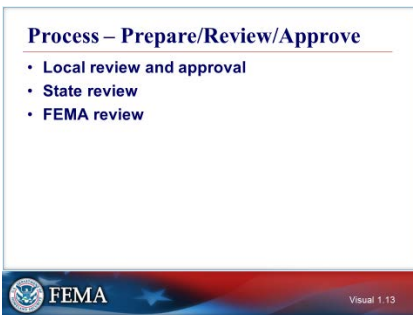 Process – Prepare/Review/Approve
• Local review and approval
• State review
• FEMA review
FEMA
Visual 1.13